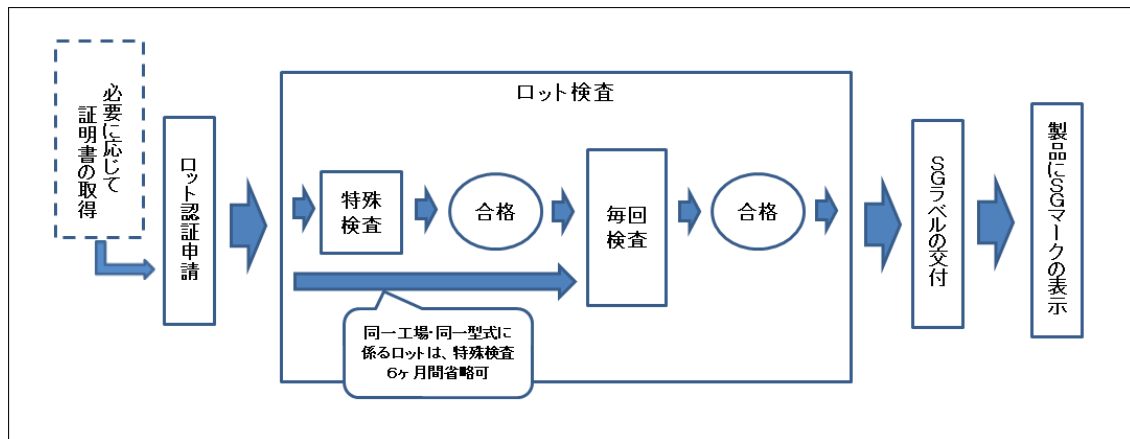 必要に応じて
証明書の取得
ロット認証申請
ロット検査
特殊
検査
合格
毎回
検査
合格
同一工場・同一型式に
係るロットは、特殊検査
6ヶ月間省略可
SGラベルの交付
製品にSGマークの表示